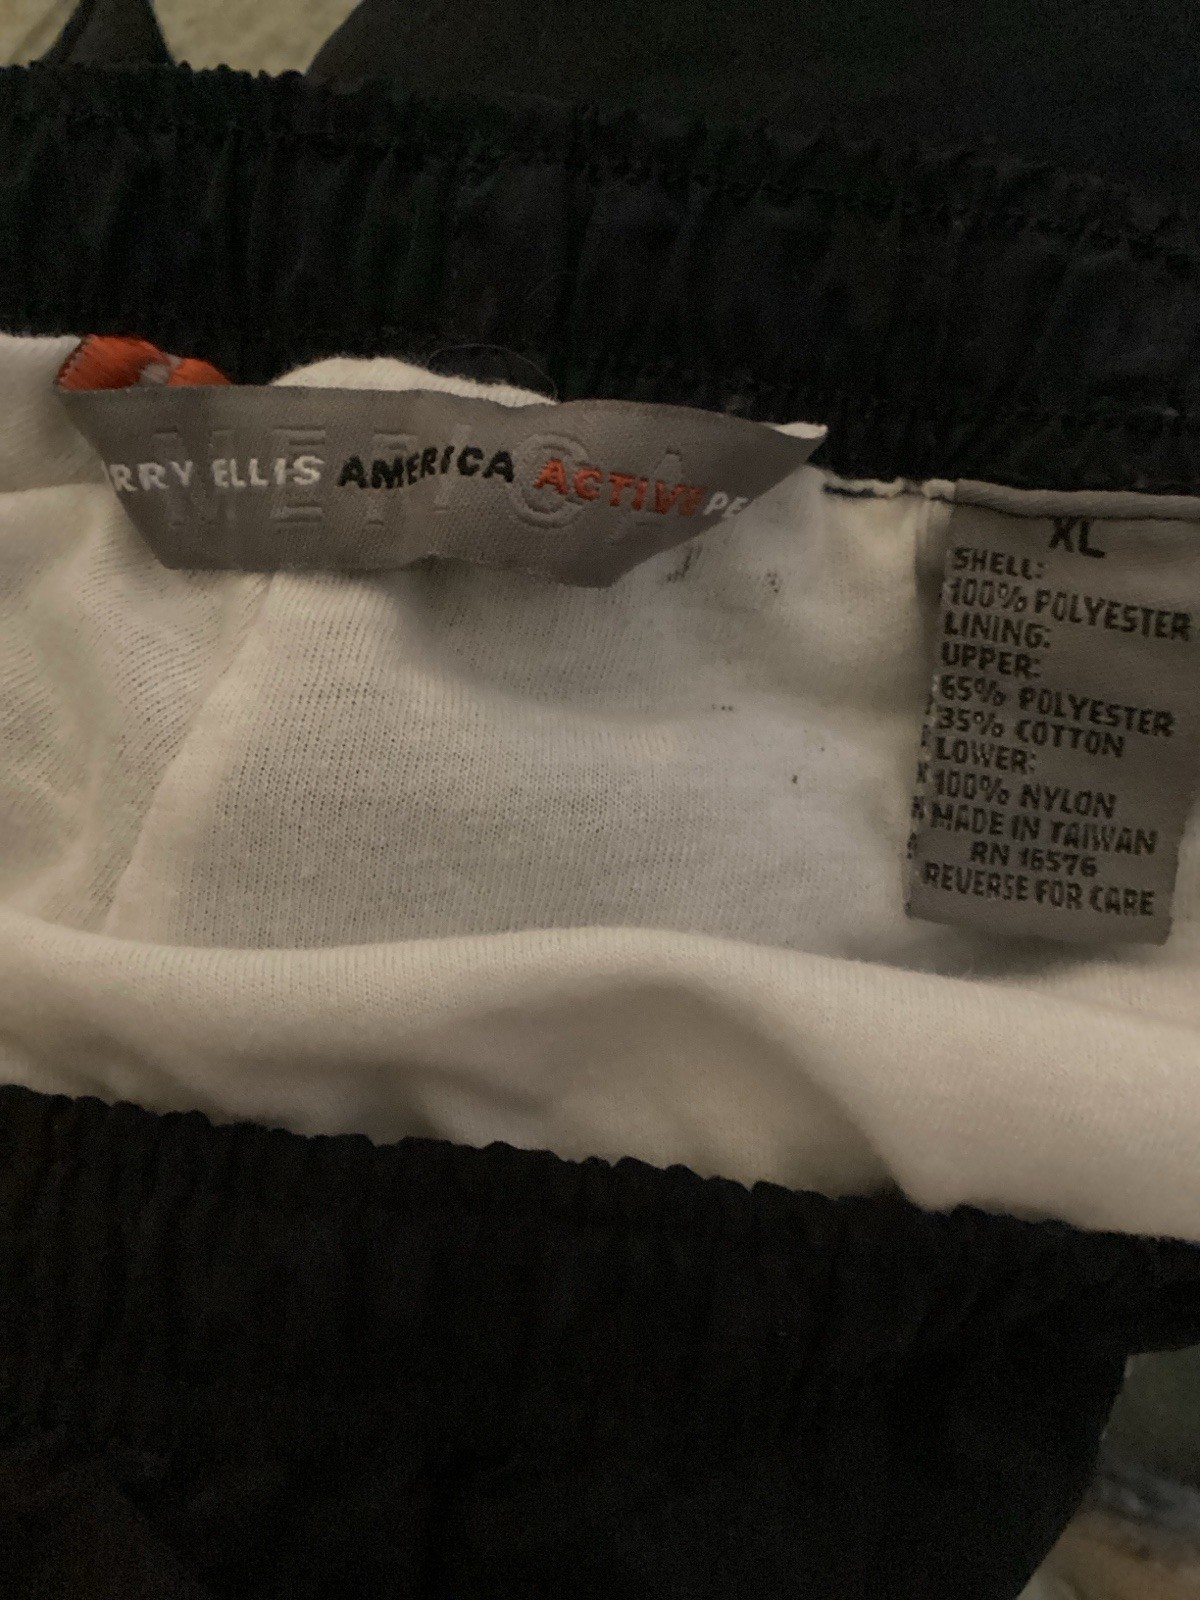 RRY ELLIS AMERICA ACTIVE PE
XL
SHELL:
100% POLYESTER
LINING:
UPPER:
65% POLYESTER
35% COTTON
LOWER:
100% NYLON
MADE IN TAIWAN
RN 16576
REVERSE FOR CARE